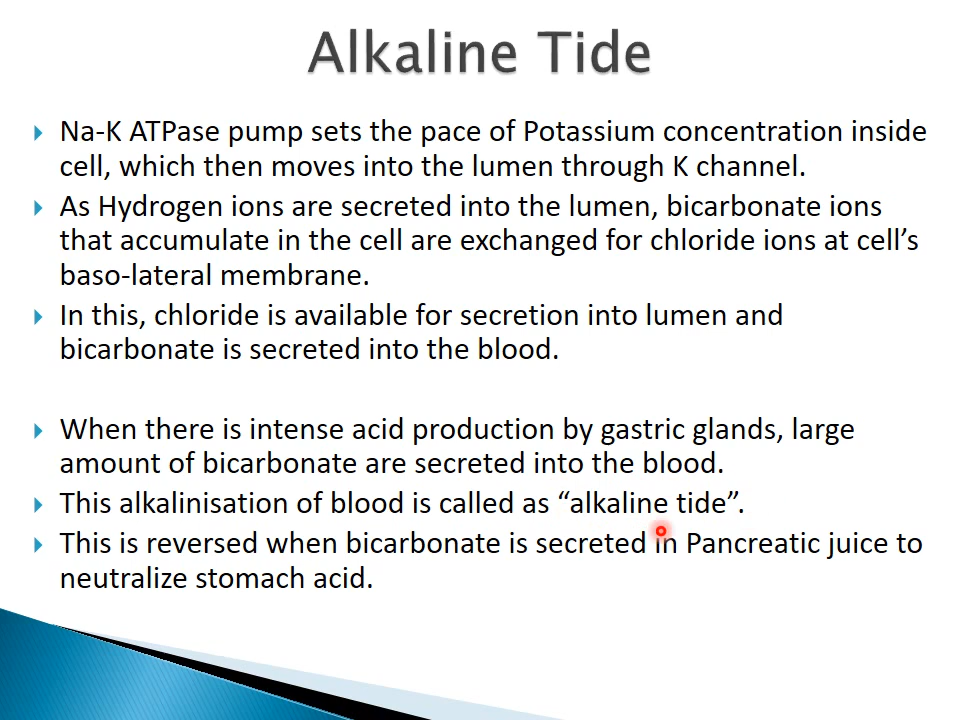 Alkaline Tide
Na-K ATPase pump sets the pace of Potassium concentration inside
cell, which then moves into the lumen through K channel.
As Hydrogen ions are secreted into the lumen, bicarbonate ions
that accumulate in the cell are exchanged for chloride ions at cell’s
baso-lateral membrane.
In this, chloride is available for secretion into lumen and
bicarbonate is secreted into the blood.
When there is intense acid production by gastric glands, large
amount of bicarbonate are secreted into the blood.
This alkalinisation of blood is called as “alkaline tide”.
This is reversed when bicarbonate is secreted in Pancreatic juice to
neutralize stomach acid.